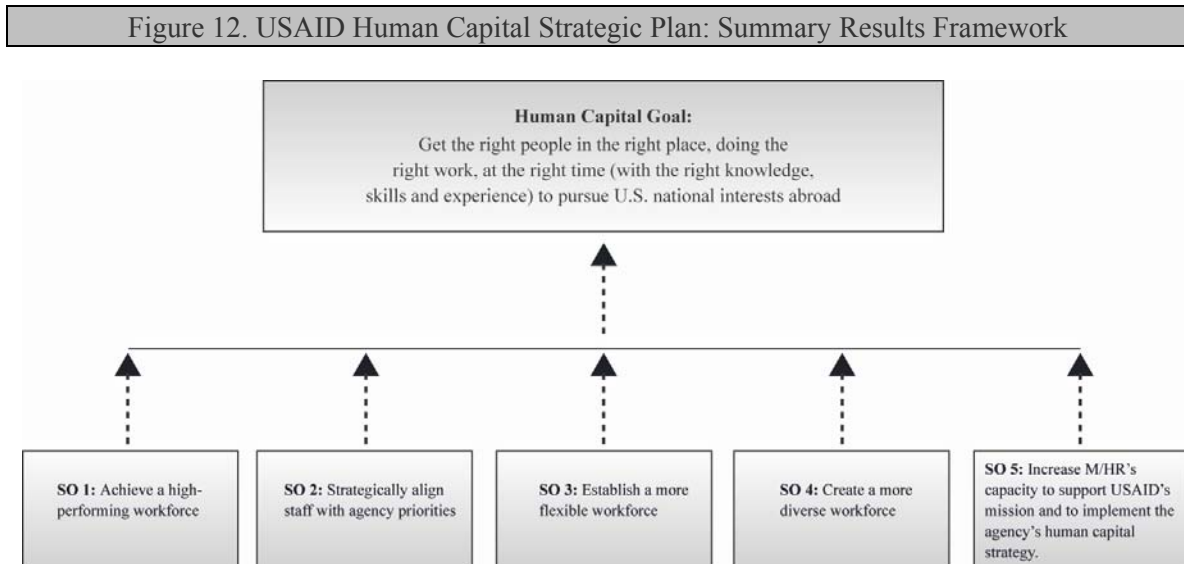 Figure 12. USAID Human Capital Strategic Plan: Summary Results Framework
Human Capital Goal:
Get the right people in the right place, doing the
right work, at the right time (with the right knowledge,
skills and experience) to pursue U.S. national interests abroad
SO 1: Achieve a high-
performing workforce
SO 2: Strategically align
staff with agency priorities
SO 3: Establish a more
flexible workforce
SO 4: Create a more
diverse workforce
SO 5: Increase M/HR's
capacity to support USAID's
mission and to implement the
agency's human capital
strategy.